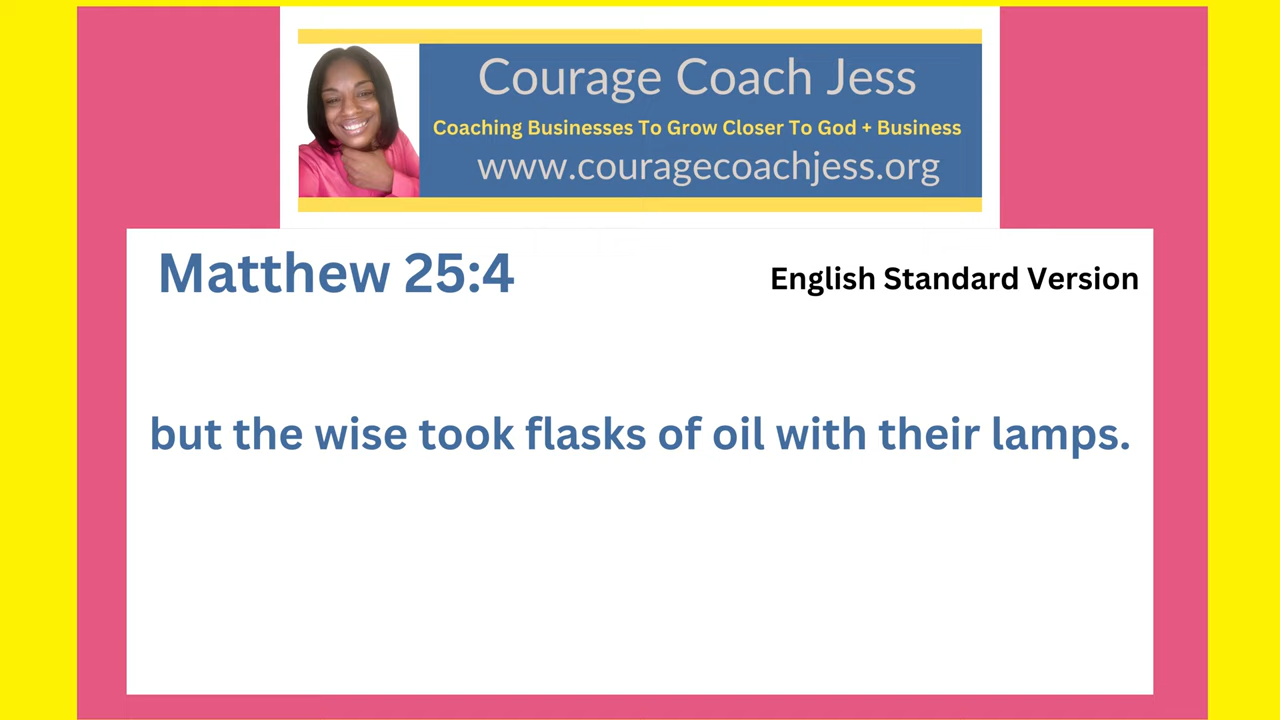 Courage Coach Jess
Coaching Businesses To Grow Closer To God + Business
www.couragecoachjess.org
Matthew 25:4
English Standard Version
but the wise took flasks of oil with their lamps.